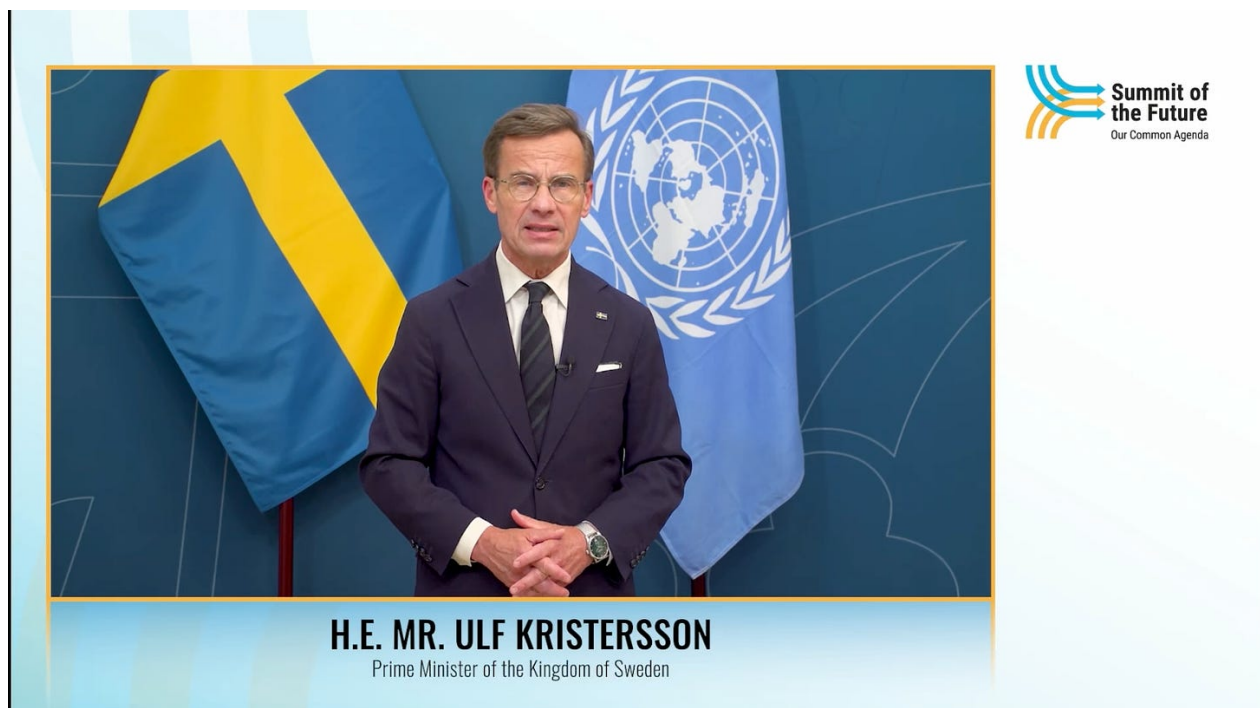 Summit of
the Future
Our Common Agenda
H.E. MR. ULF KRISTERSSON
Prime Minister of the Kingdom of Sweden